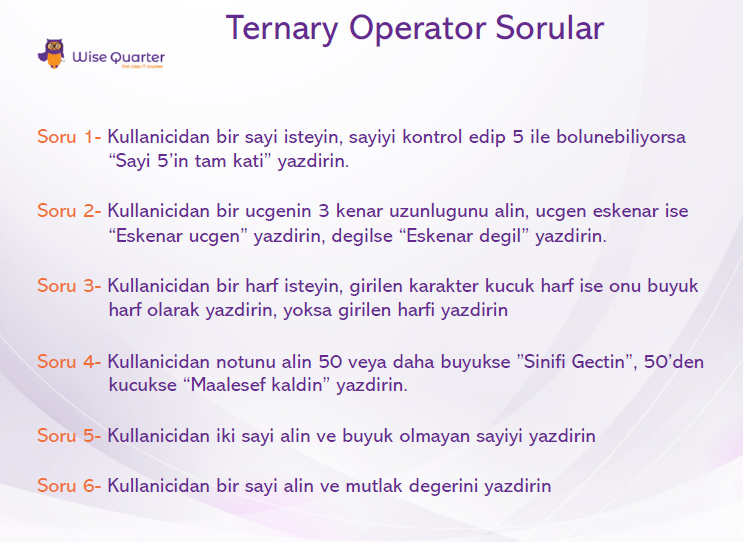 Ternary Operator Sorular
Wise Quarter
first class IT courses
Soru 1- Kullanicidan bir sayi isteyin, sayiyi kontrol edip 5 ile bolunebiliyorsa
“Sayi 5’in tam kati” yazdirin.
Soru 2- Kullanicidan bir ucgenin 3 kenar uzunlugunu alin, ucgen eskenar ise
“Eskenar ucgen” yazdirin, degilse “Eskenar degil” yazdirin.
Soru 3- Kullanicidan bir harf isteyin, girilen karakter kucuk harf ise onu buyuk
harf olarak yazdirin, yoksa girilen harfi yazdirin
Soru 4- Kullanicidan notunu alin 50 veya daha buyukse ”Sinifi Gectin”, 50’den
kucukse “Maalesef kaldin” yazdirin.
Soru 5- Kullanicidan iki sayi alin ve buyuk olmayan sayiyi yazdirin
Soru 6- Kullanicidan bir sayi alin ve mutlak degerini yazdirin